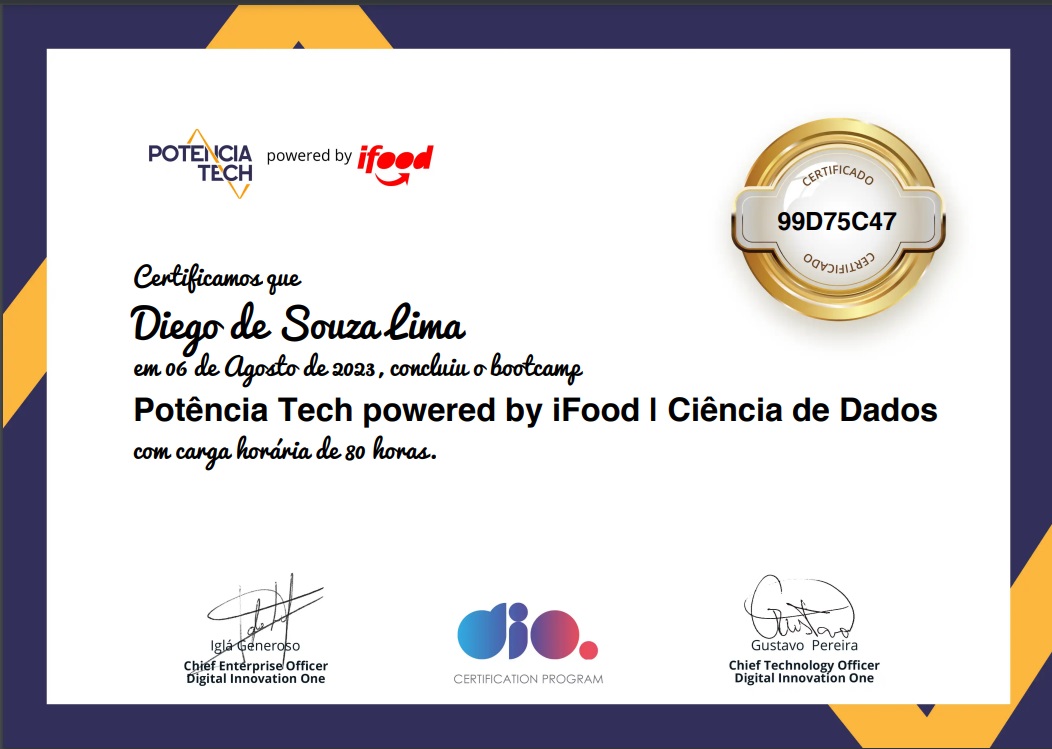 POTÊNCIA
TECH
powered by ifood
CERTIFICADO
99D75C47
CERTIFICADO
Certificamos que
Diego de Souza Lima
em 06 de Agosto de 2023, concluiu o bootcamp
Potência Tech powered by iFood | Ciência de Dados
com carga horária de 80 horas.
Iglá Generoso
Chief Enterprise Officer
Digital Innovation One
dio.
CERTIFICATION PROGRAM
Gustavo
Gustavo Pereira
Chief Technology Officer
Digital Innovation One